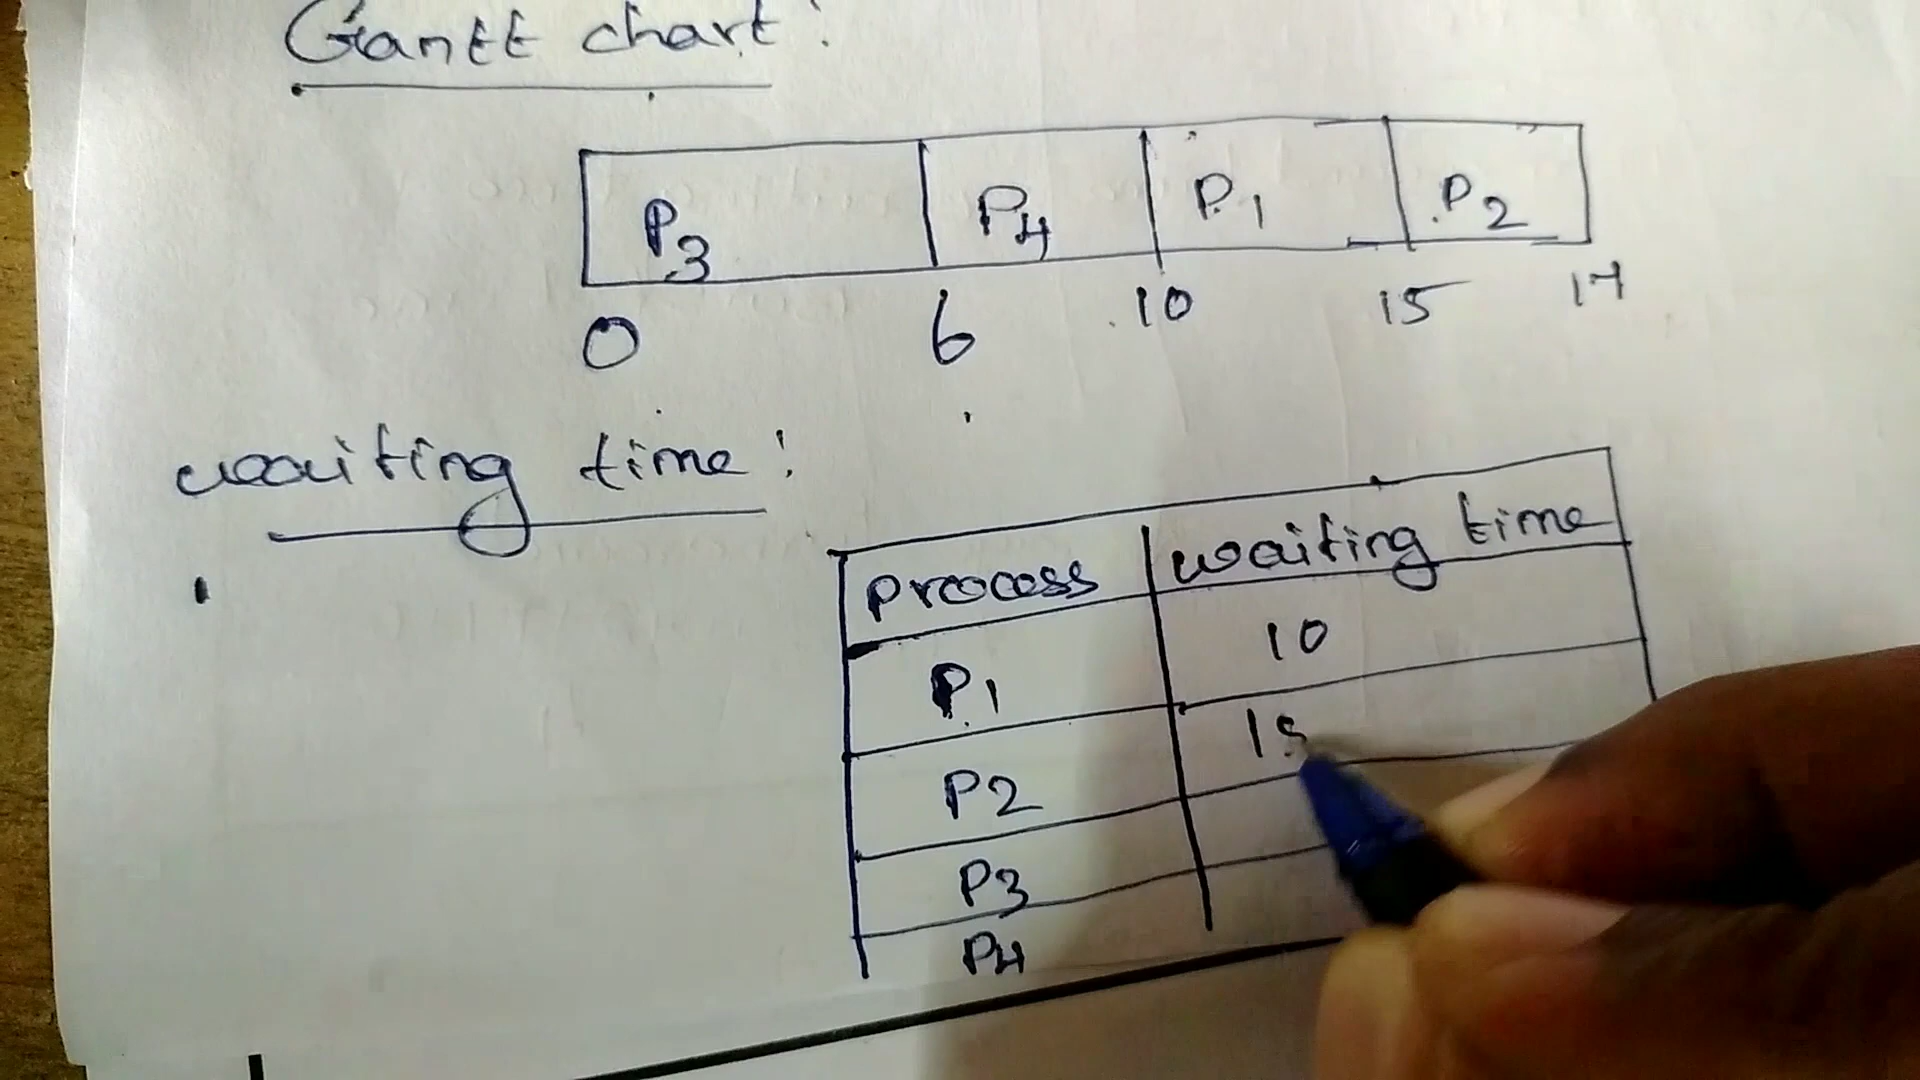 Gantt chart:
P3 P4 P1 P2
0 6 10 15 17
waiting time:
process waiting time
P1 10
P2 15
P3
P4